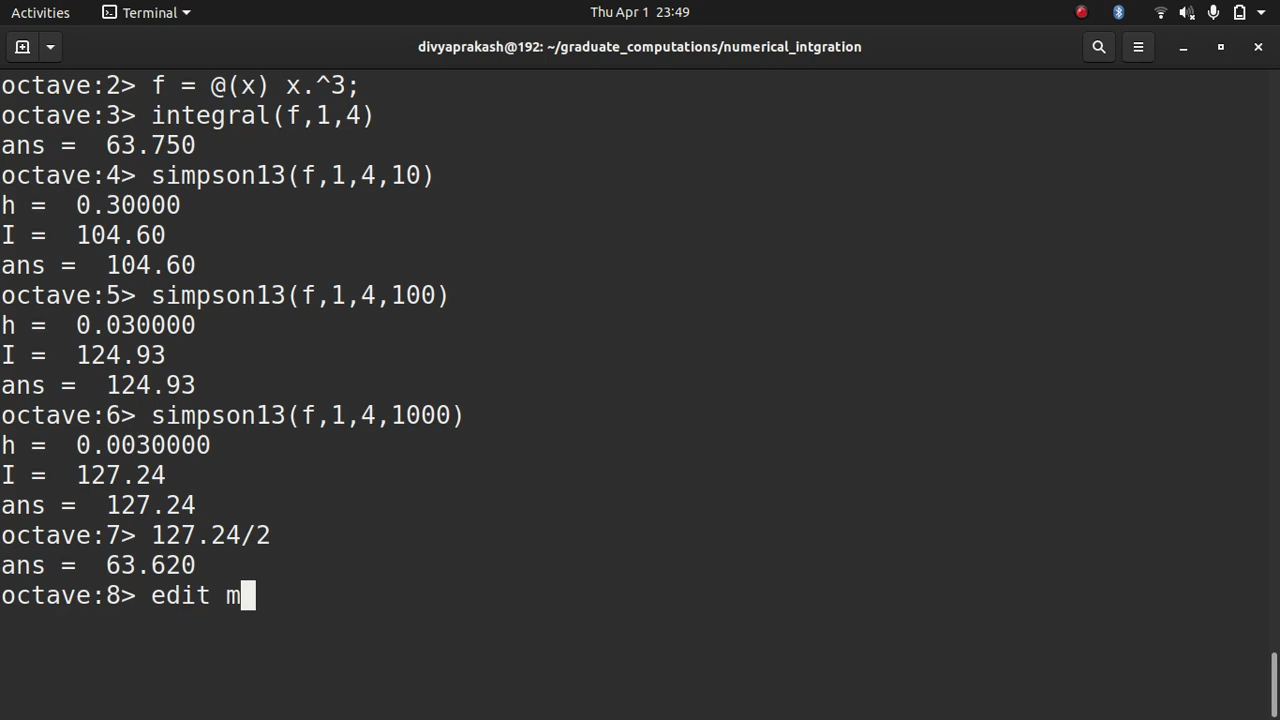 Activities Terminal Thu Apr 1 23:49
divyaprakash@192: ~/graduate_computations/numerical_intgration
octave:2> f = @(x) x.^3;
octave:3> integral(f,1,4)
ans =  63.750
octave:4> simpson13(f,1,4,10)
h =  0.30000
I =  104.60
ans =  104.60
octave:5> simpson13(f,1,4,100)
h =  0.030000
I =  124.93
ans =  124.93
octave:6> simpson13(f,1,4,1000)
h =  0.0030000
I =  127.24
ans =  127.24
octave:7> 127.24/2
ans =  63.620
octave:8> edit m